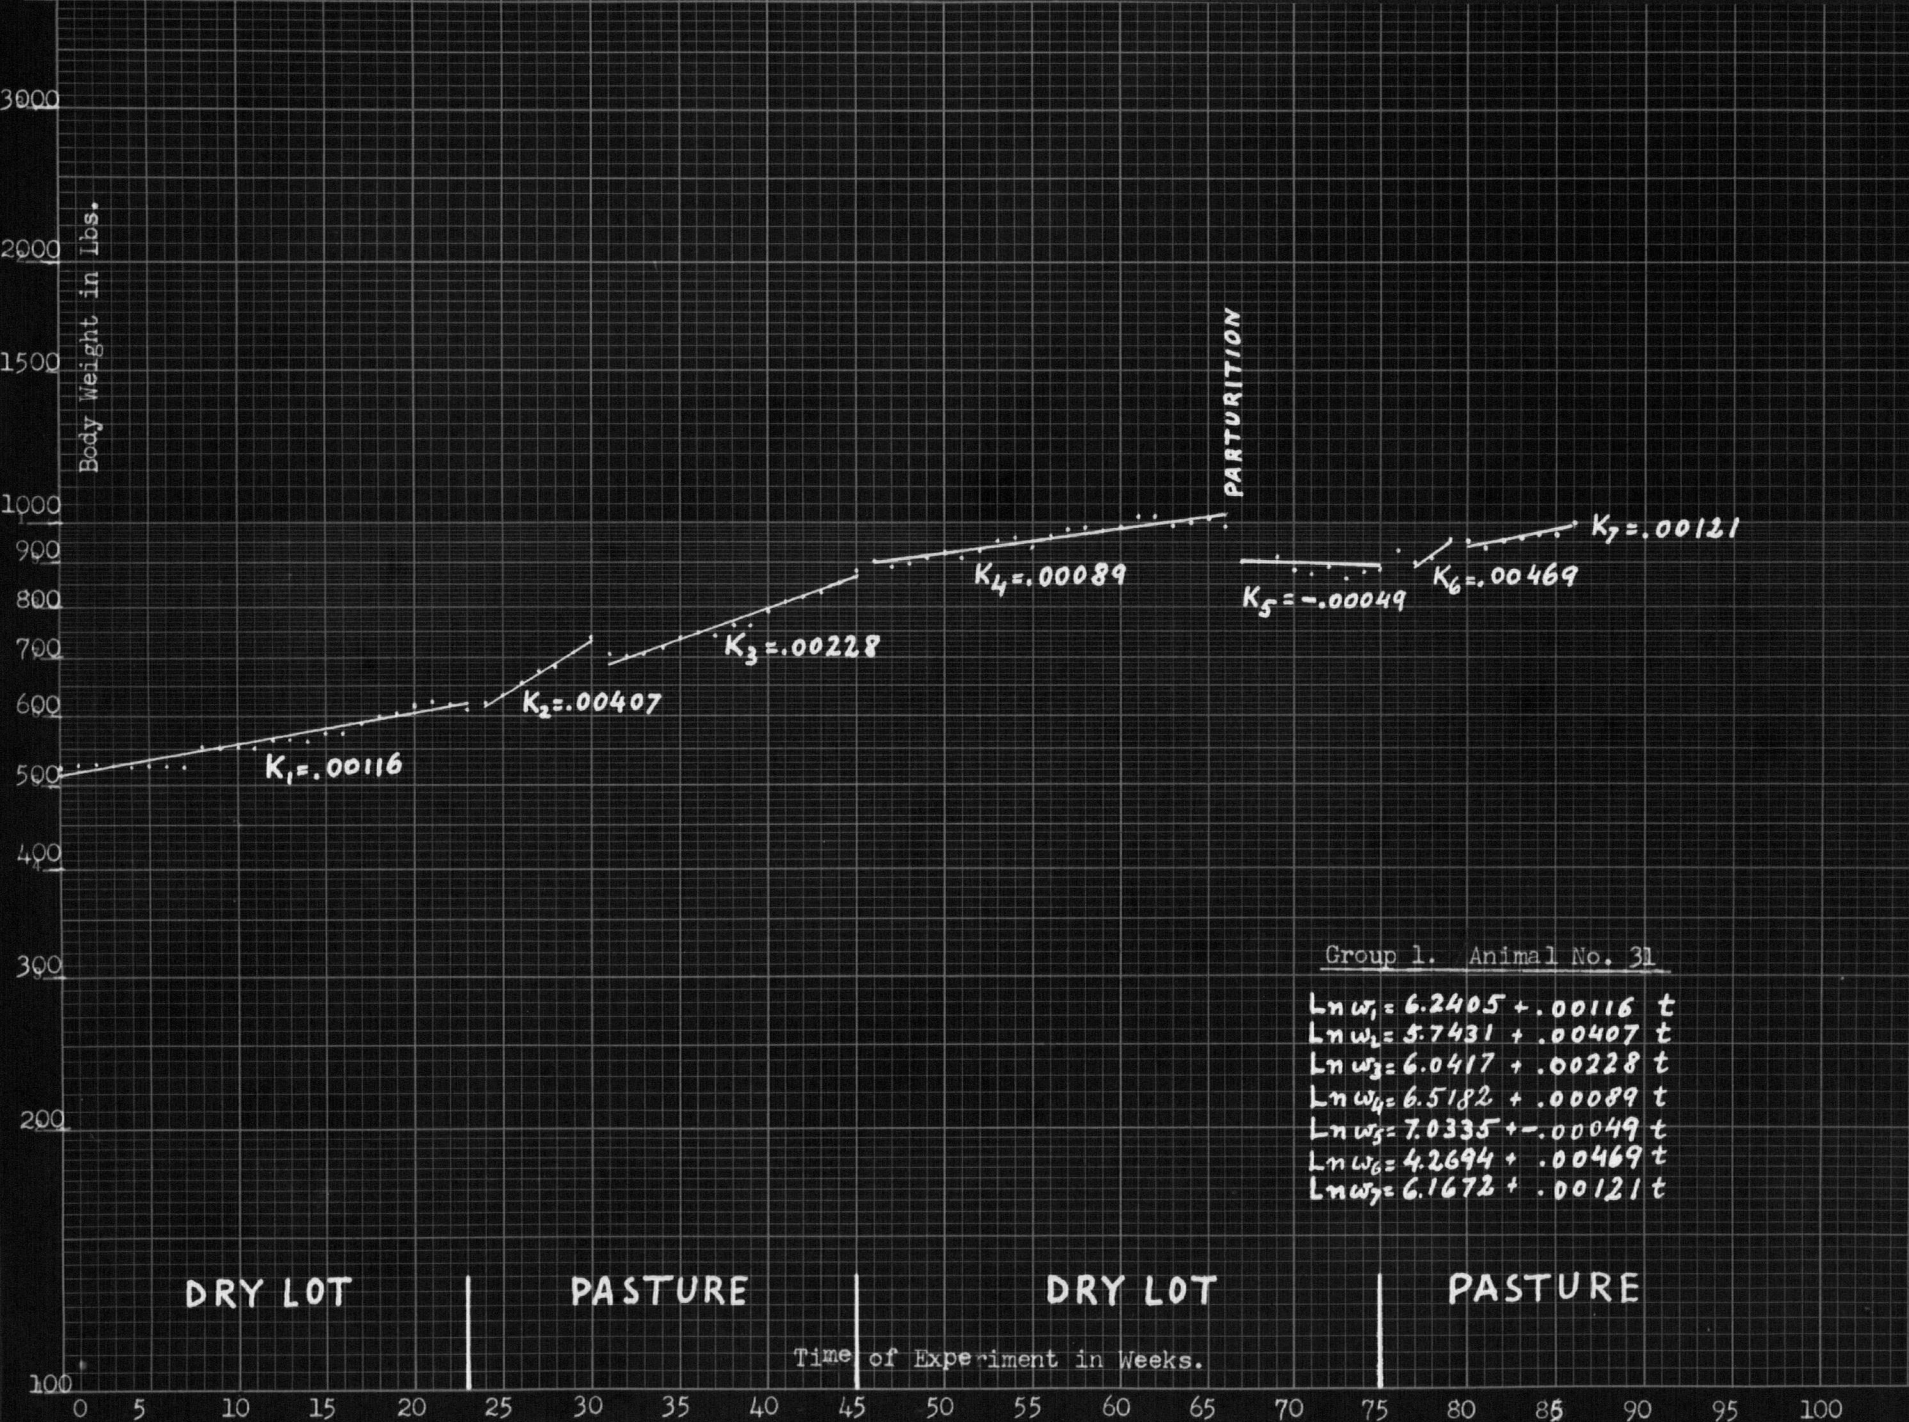 3000
2000
1500
1000
900
800
700
600
500
400
300
200
100
Body Weight in Lbs.
PARTURITION
K1=.00116
K2=.00407
K3=.00228
K4=.00089
K5=-.00049
K6=.00469
K7=.00121
Group 1. Animal No. 31
Ln w1= 6.2405 + .00116 t
Ln w2= 5.7431 + .00407 t
Ln w3= 6.0417 + .00228 t
Ln w4= 6.5182 + .00089 t
Ln w5= 7.0335 +-.00049 t
Ln w6= 4.2694 + .00469 t
Ln w7= 6.1672 + .00121 t
DRY LOT PASTURE DRY LOT PASTURE
Time of Experiment in Weeks.
0 5 10 15 20 25 30 35 40 45 50 55 60 65 70 75 80 85 90 95 100